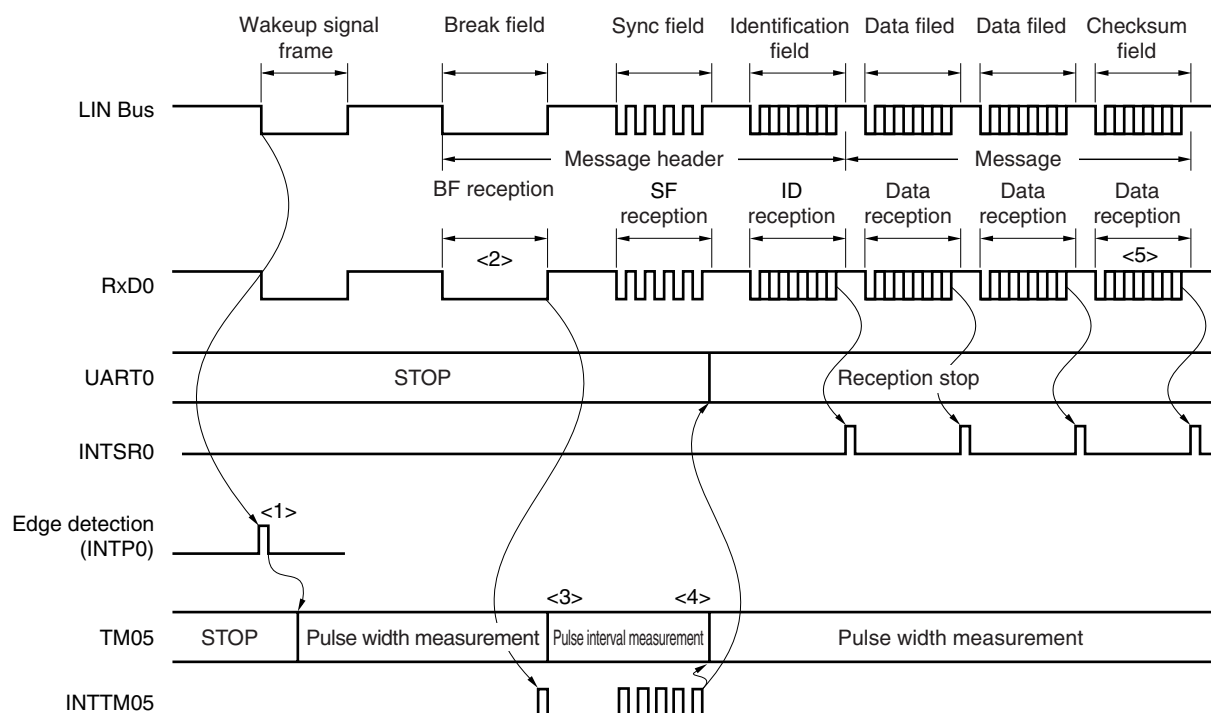 Wakeup signal frame
Break field
Sync field
Identification field
Data filed
Data filed
Checksum field
LIN Bus
Message header
Message
BF reception
SF reception
ID reception
Data reception
Data reception
Data reception
<2>
<5>
RxD0
UART0
STOP
Reception stop
INTSR0
Edge detection (INTP0)
<1>
<3>
<4>
TM05
STOP
Pulse width measurement
Pulse interval measurement
Pulse width measurement
INTTM05